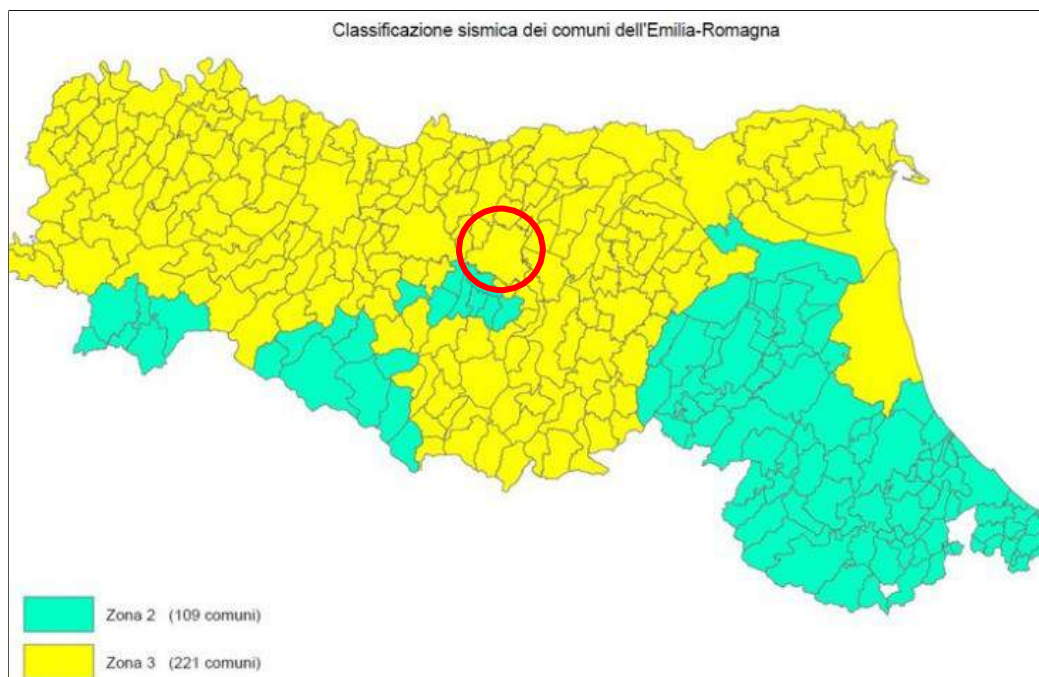 Classificazione sismica dei comuni dell'Emilia-Romagna
Zona 2 (109 comuni)
Zona 3 (221 comuni)